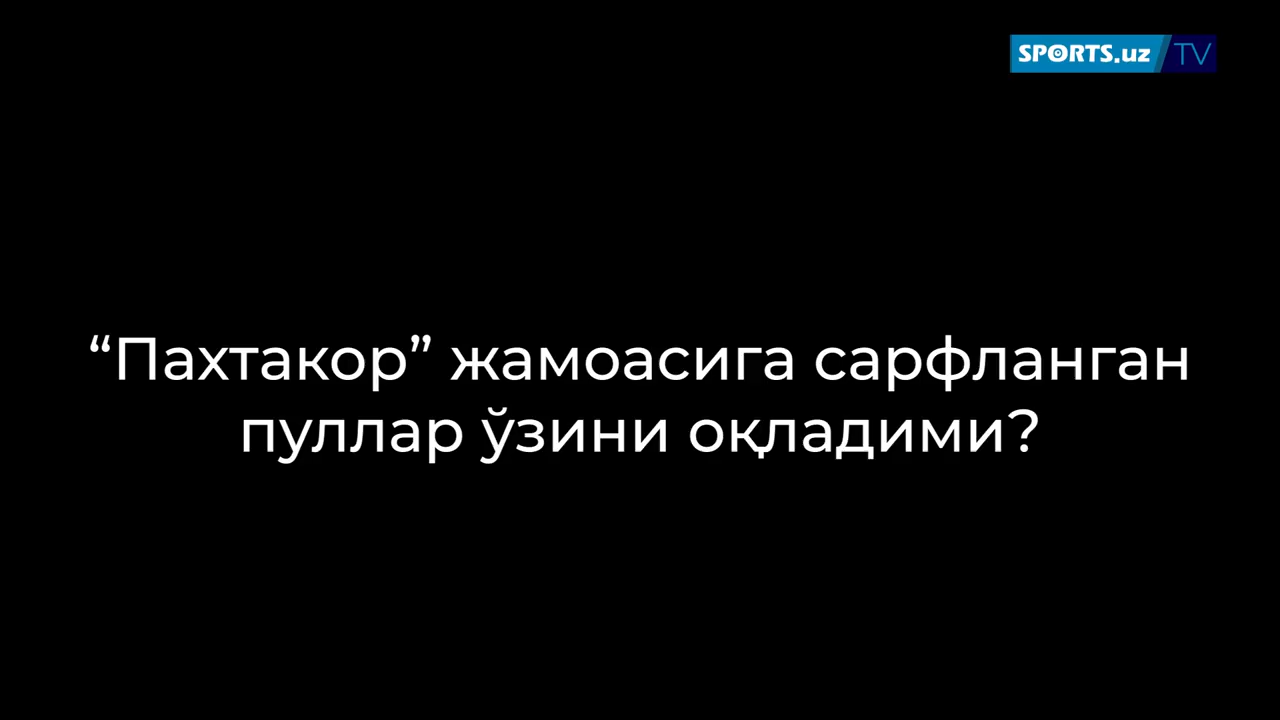 SPORTS.uz TV
“Пахтакор” жамоасига сарфланган
пуллар ўзини оқладими?